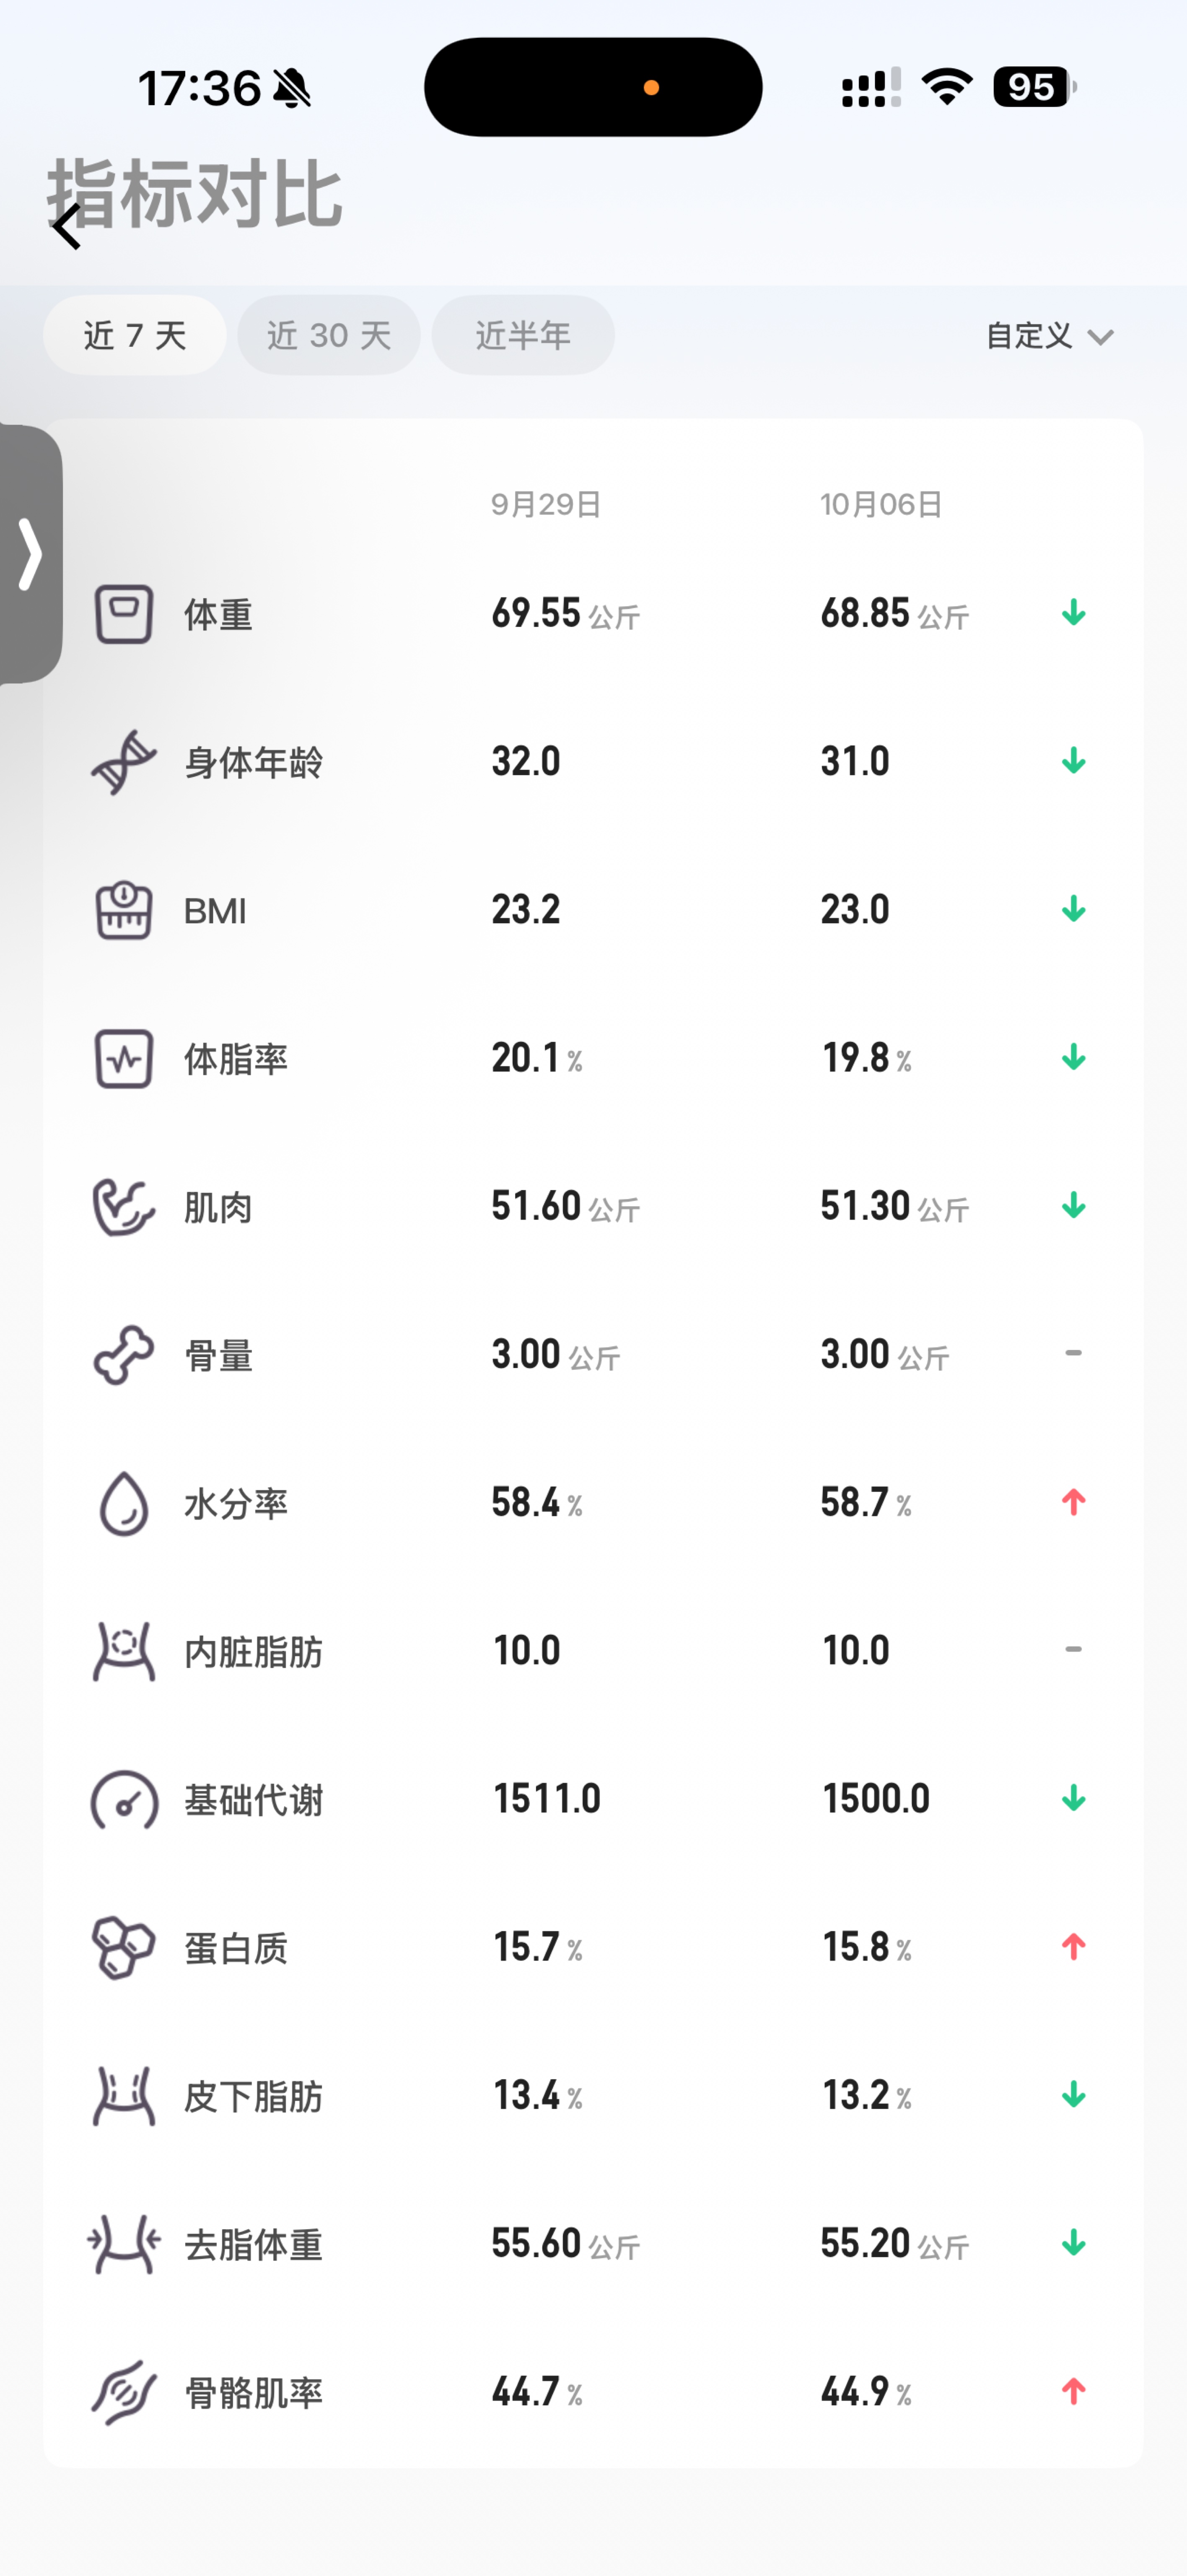 17:36
95
指标对比
近 7 天 近 30 天 近半年 自定义
9月29日 10月06日
体重 69.55 公斤 68.85 公斤
身体年龄 32.0 31.0
BMI 23.2 23.0
体脂率 20.1 % 19.8 %
肌肉 51.60 公斤 51.30 公斤
骨量 3.00 公斤 3.00 公斤 -
水分率 58.4 % 58.7 %
内脏脂肪 10.0 10.0 -
基础代谢 1511.0 1500.0
蛋白质 15.7 % 15.8 %
皮下脂肪 13.4 % 13.2 %
去脂体重 55.60 公斤 55.20 公斤
骨骼肌率 44.7 % 44.9 %